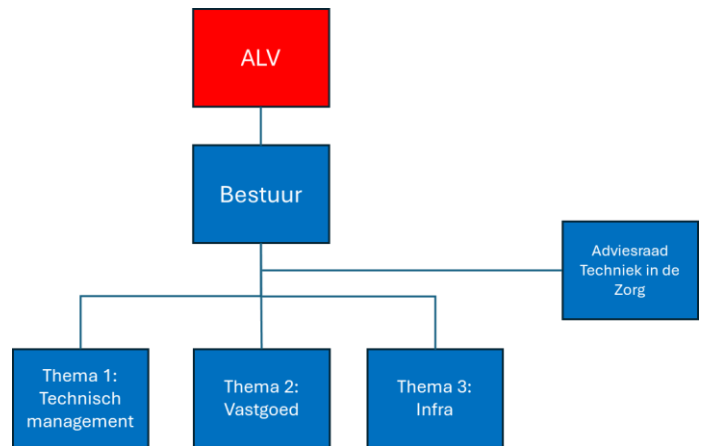 ALV
Bestuur
Adviesraad
Techniek in de
Zorg
Thema 1:
Technisch
management
Thema 2:
Vastgoed
Thema 3:
Infra